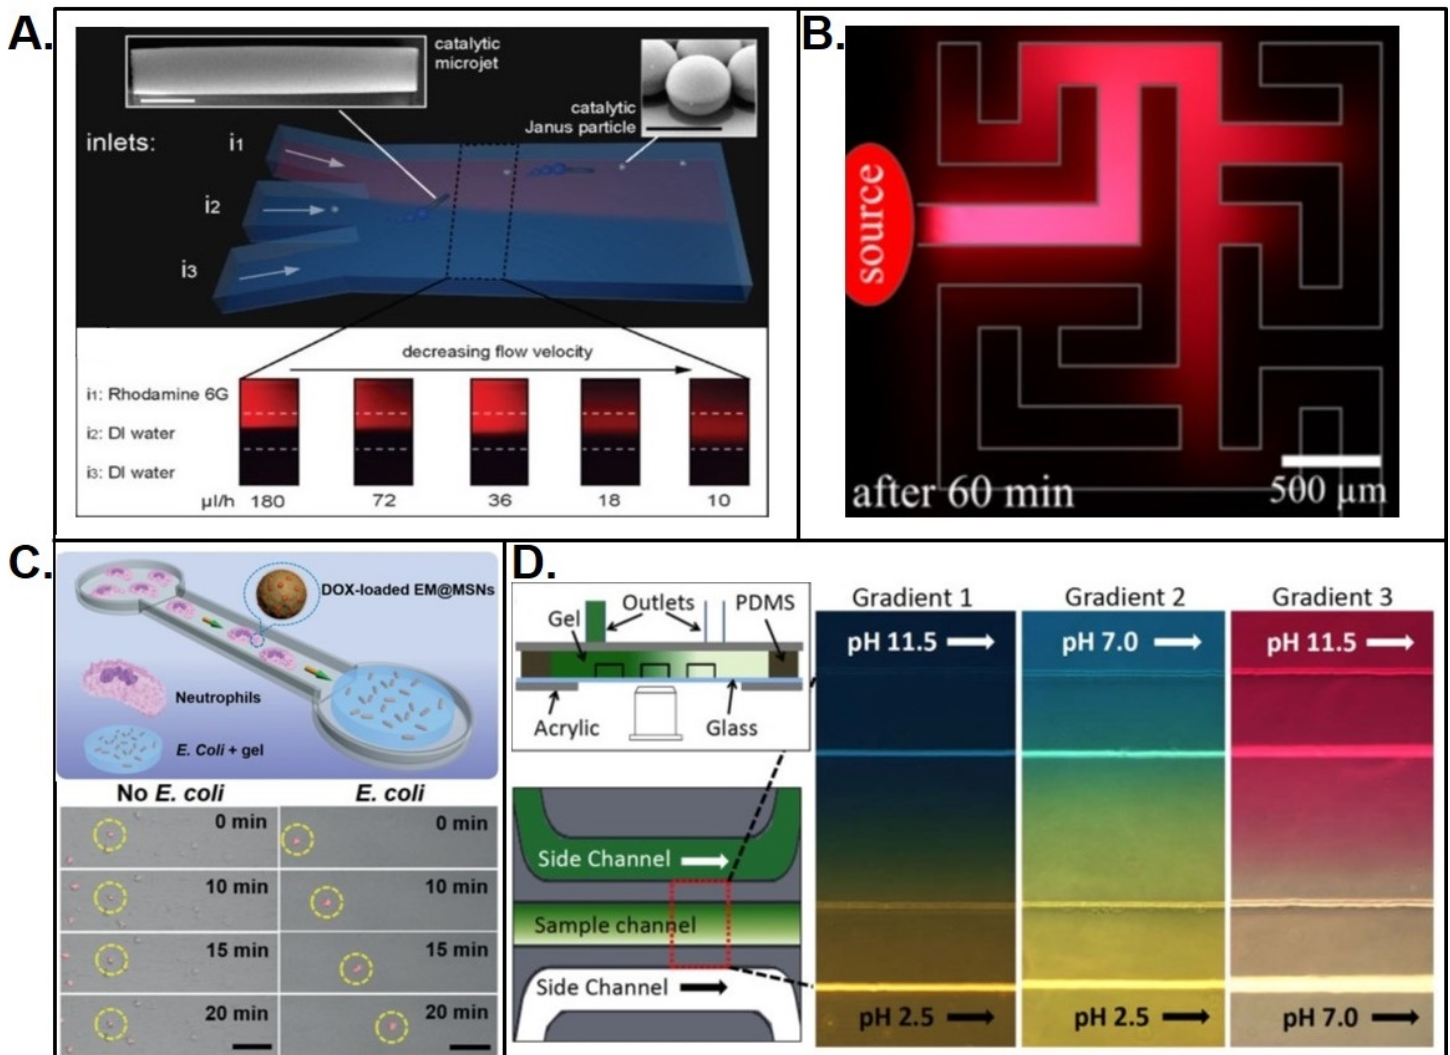 A.
catalytic
microjet
catalytic
Janus particle
inlets:
i1
i2
i3
decreasing flow velocity
i1: Rhodamine 6G
i2: DI water
i3: DI water
µl/h 180 72 36 18 10
B.
source
after 60 min
500 µm
C.
DOX-loaded EM@MSNs
Neutrophils
E. Coli + gel
No E. coli
E. coli
0 min
0 min
10 min
10 min
15 min
15 min
20 min
20 min
D.
Gel
Outlets
PDMS
Acrylic
Glass
Side Channel
Sample channel
Side Channel
Gradient 1
Gradient 2
Gradient 3
pH 11.5
pH 7.0
pH 11.5
pH 2.5
pH 2.5
pH 7.0